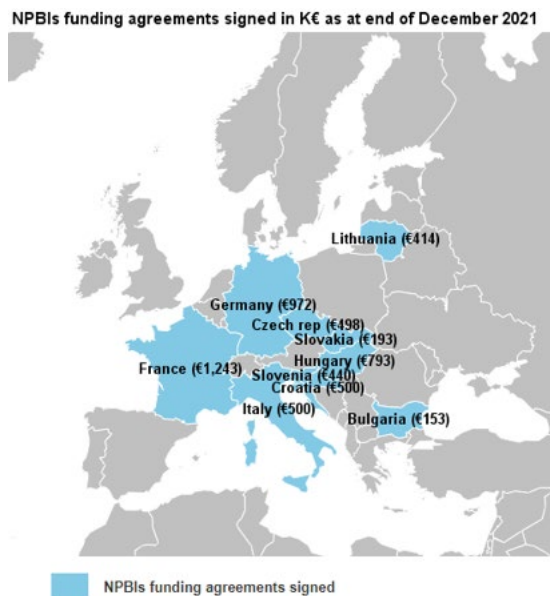 NPBIs funding agreements signed in K€ as at end of December 2021
Lithuania (€414)
Germany (€972)
Czech rep (€498)
Slovakia (€193)
Hungary (€793)
France (€1,243)
Slovenia (€440)
Croatia (€500)
Italy (€500)
Bulgaria (€153)
NPBIs funding agreements signed